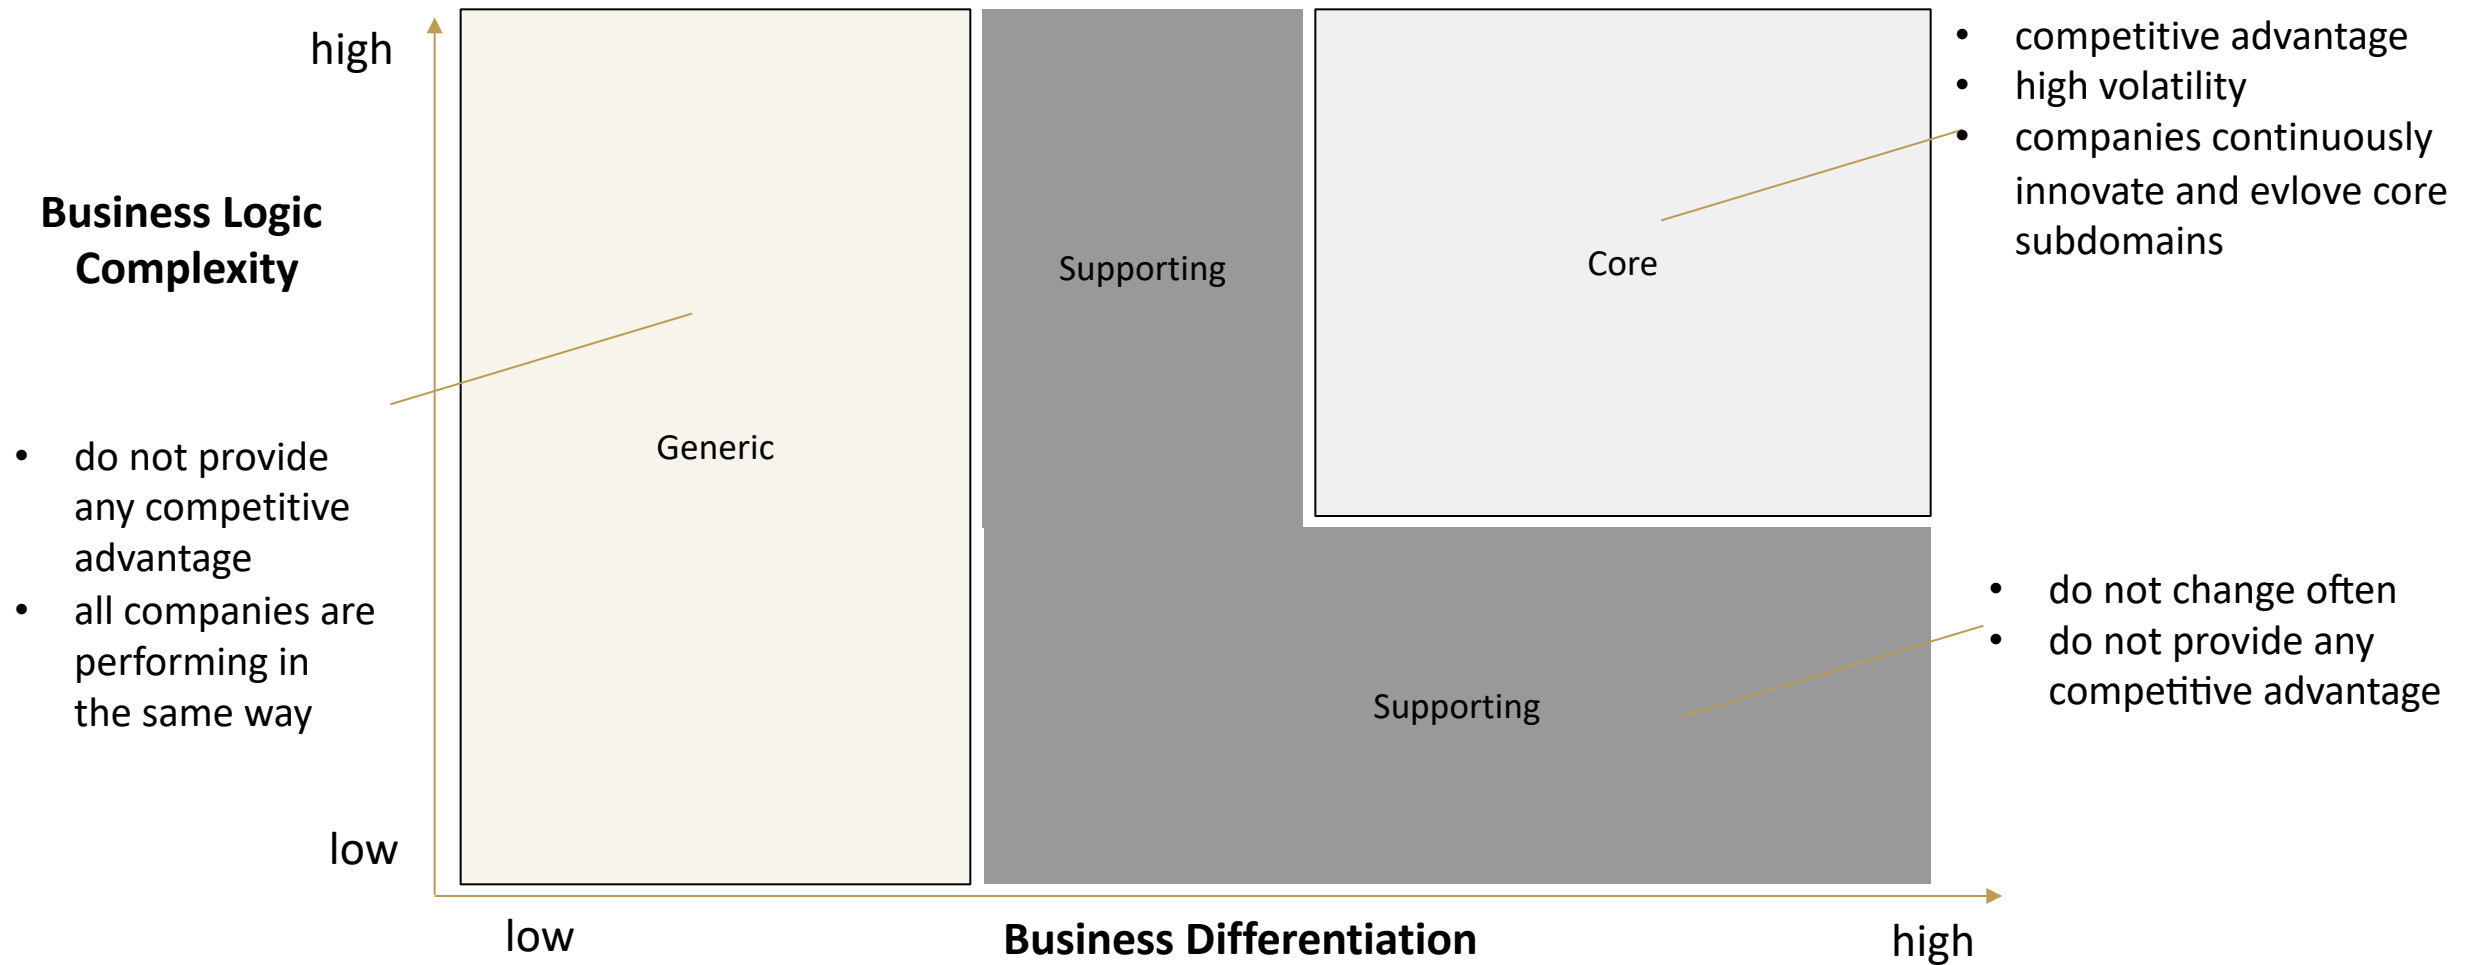 high
Business Logic
Complexity
• do not provide
any competitive
advantage
• all companies are
performing in
the same way
low
Generic
Supporting
Core
Supporting
• competitive advantage
• high volatility
• companies continuously
innovate and evlove core
subdomains
• do not change often
• do not provide any
competitive advantage
low
Business Differentiation
high